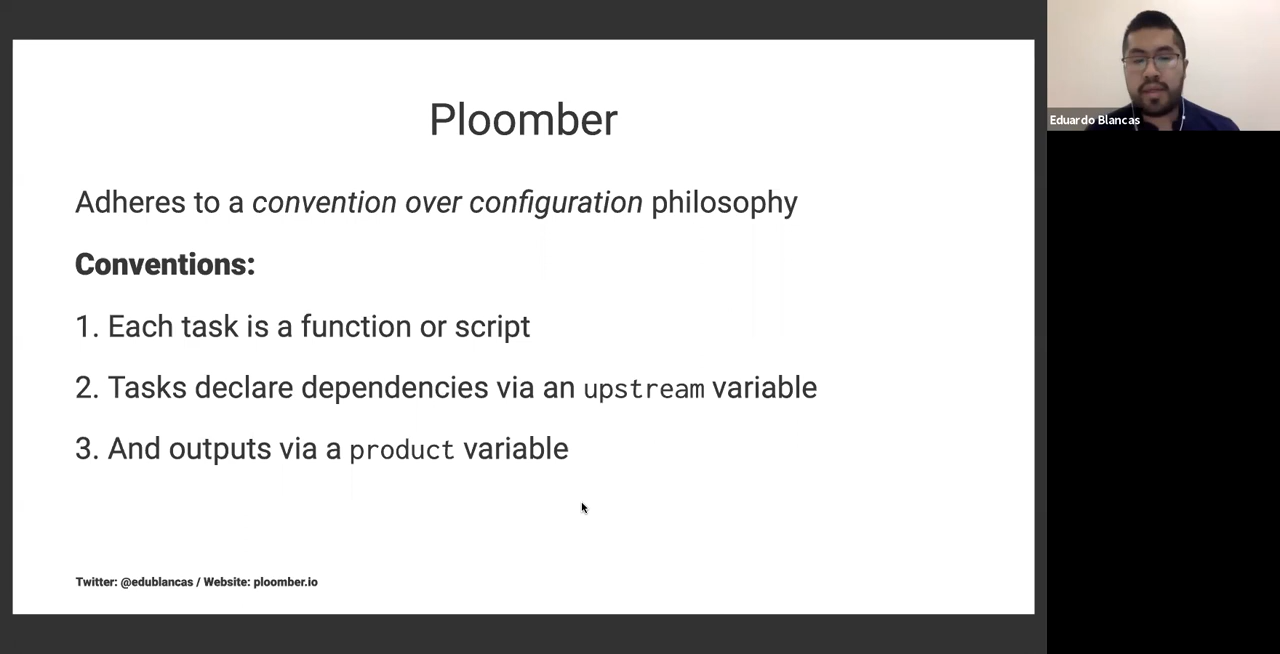 Ploomber
Adheres to a convention over configuration philosophy
Conventions:
1. Each task is a function or script
2. Tasks declare dependencies via an upstream variable
3. And outputs via a product variable
Twitter: @edublancas / Website: ploomber.io
Eduardo Blancas